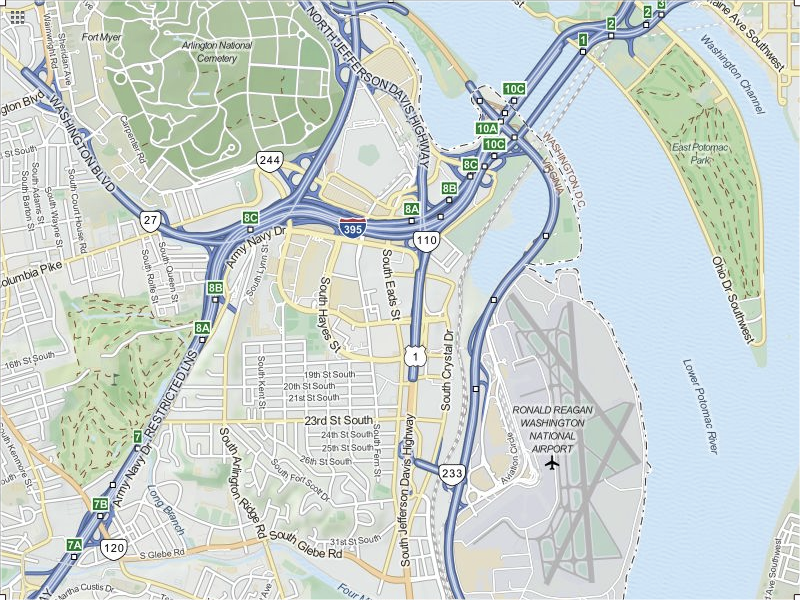 Fort Myer
Arlington National
Cemetery
Wainwright Rd
Sheridan Ave
NORTH JEFFERSON DAVIS HIGHWAY
1
2
2
3
aine Ave Southwest
Washington Channel
10C
10A
10C
8C
8B
8A
East Potomac
Park
WASHINGTON, D.C.
VIRGINIA
ngton Blvd
WASHINGTON BLVD
Carpenter Rd
244
27
8C
395
110
Army Navy Dr
South Court House Rd
South Wayne St
South Adams St
South Barton St
d St South
olumbia Pike
South Queen St
South Rolfe St
South Lynn St
8B
8A
South Eads St
South Hayes St
South Crystal Dr
1
Ohio Dr Southwest
Lower Potomac River
16th St South
RESTRICTED LNS
South Kent St
19th St South
20th St South
21st St South
23rd St South
24th St South
25th St South
26th St South
South Fern St
South Fort Scott Dr
RONALD REAGAN
WASHINGTON
NATIONAL
AIRPORT
Aviation Circle
233
7
Army Navy Dr
7B
7A
120
Long Branch
South Kenmore St
South Arlington Ridge Rd
South Jefferson Davis Highway
S Glebe Rd
South Glebe Rd
31st St South
Martha Custis Dr
Four M